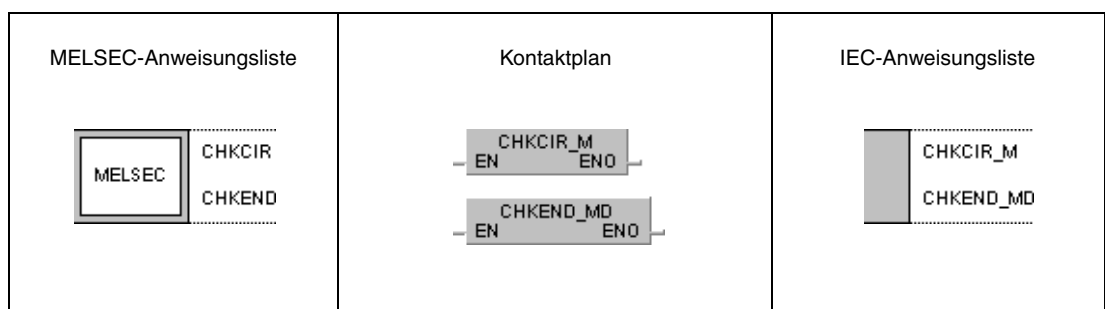 MELSEC-Anweisungsliste
MELSEC
CHKCIR
CHKEND
Kontaktplan
CHKCIR_M
EN ENO
CHKEND_MD
EN ENO
IEC-Anweisungsliste
CHKCIR_M
CHKEND_MD